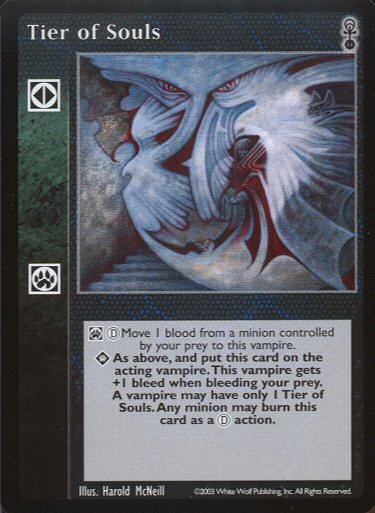 Tier of Souls
Ⓓ Move 1 blood from a minion controlled
by your prey to this vampire.
As above, and put this card on the
acting vampire. This vampire gets
+1 bleed when bleeding your prey.
A vampire may have only 1 Tier of
Souls. Any minion may burn this
card as a Ⓓ action.
Illus. Harold McNeill
©2003 White Wolf Publishing, Inc. All Rights Reserved.